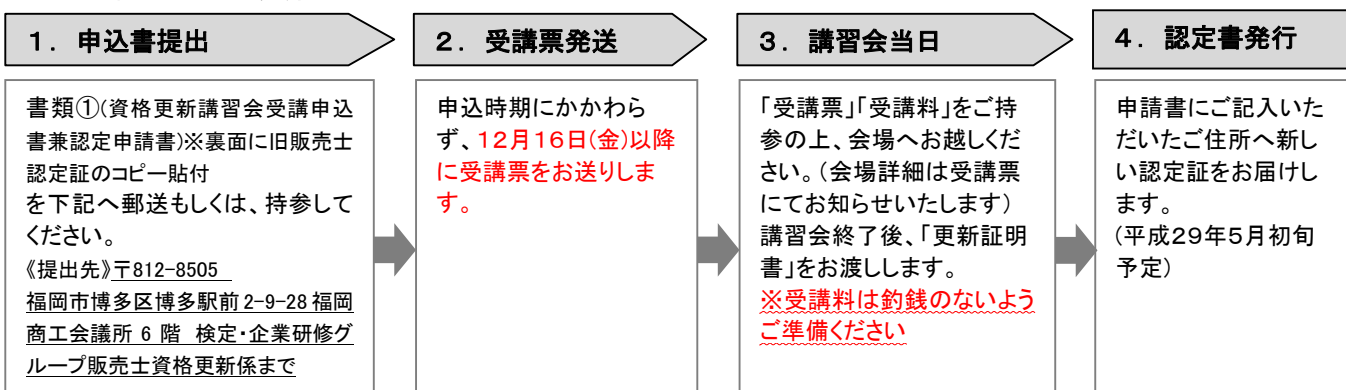 １．申込書提出
書類①(資格更新講習会受講申込
書兼認定申請書)※裏面に旧販売士
認定証のコピー貼付
を下記へ郵送もしくは、持参して
ください。
《提出先》〒812-8505
福岡市博多区博多駅前 2-9-28 福岡
商工会議所 6 階　検定・企業研修グ
ループ販売士資格更新係まで
２．受講票発送
申込時期にかかわら
ず、12月16日(金)以降
に受講票をお送りしま
す。
３．講習会当日
「受講票」「受講料」をご持
参の上、会場へお越しくだ
さい。（会場詳細は受講票
にてお知らせいたします）
講習会終了後、「更新証明
書」をお渡しします。
※受講料は釣銭のないよう
ご準備ください
４．認定書発行
申請書にご記入いた
だいたご住所へ新し
い認定証をお届けし
ます。
(平成29年5月初旬
予定)